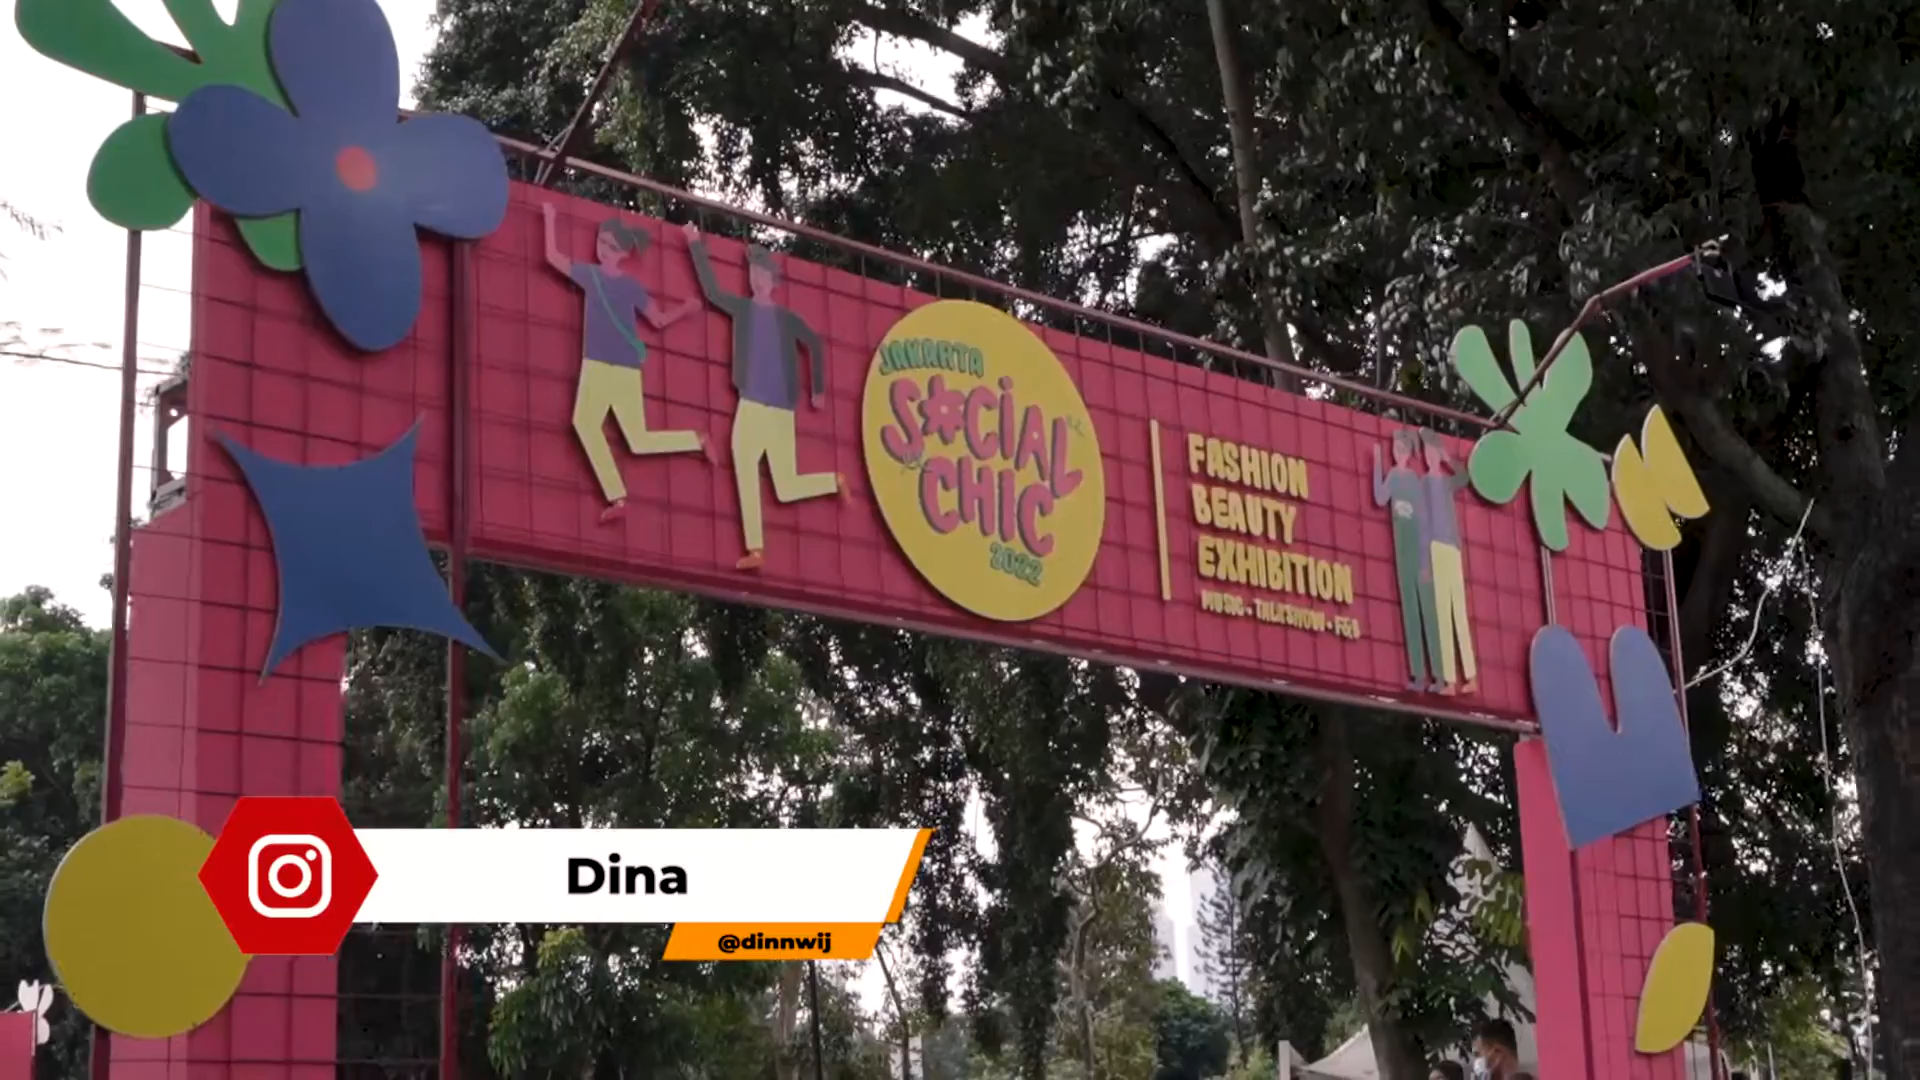 JAKARTA
S#CIAL
CHIC
2022
FASHION
BEAUTY
EXHIBITION
MUSIC • TALKSHOW • F&B
Dina
@dinnwij